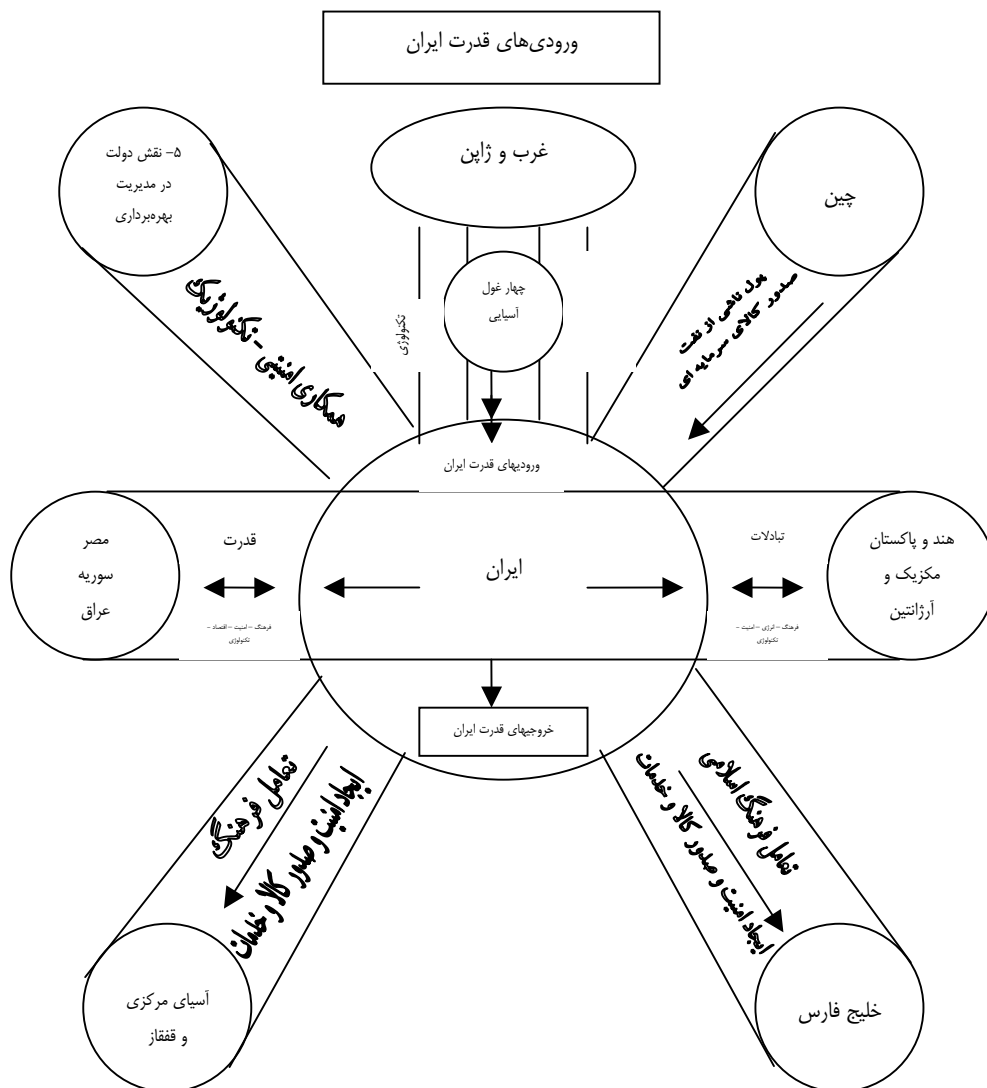 ورودی‌های قدرت ایران
غرب و ژاپن
چین
۵- نقش دولت
در مدیریت
بهره‌برداری
چهار غول
آسیایی
تکنولوژی
پول ناشی از نفت
صدور کالای سرمایه ای
همکاری امنیتی - تکنولوژیک
ورودیهای قدرت ایران
هند و پاکستان
مکزیک و
آرژانتین
تبادلات
فرهنگ – انرژی – امنیت –
تکنولوژی
ایران
قدرت
فرهنگ – امنیت – اقتصاد –
تکنولوژی
مصر
سوریه
عراق
خروجیهای قدرت ایران
تعامل فرهنگ اسلامی
ایجاد امنیت و صدور کالا و خدمات
تعامل فرهنگ
ایجاد امنیت و صدور کالا و خدمات
خلیج فارس
آسیای مرکزی
و قفقاز